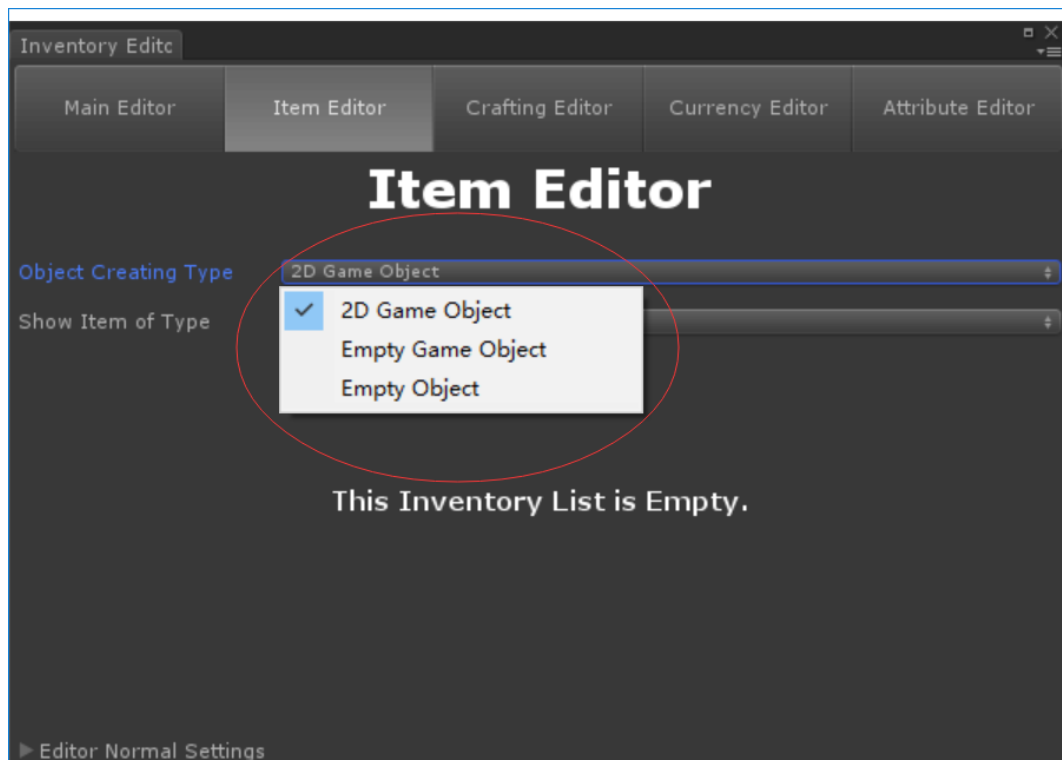 Inventory Editc
Main Editor Item Editor Crafting Editor Currency Editor Attribute Editor
Item Editor
Object Creating Type 2D Game Object
2D Game Object
Show Item of Type
Empty Game Object
Empty Object
This Inventory List is Empty.
Editor Normal Settings